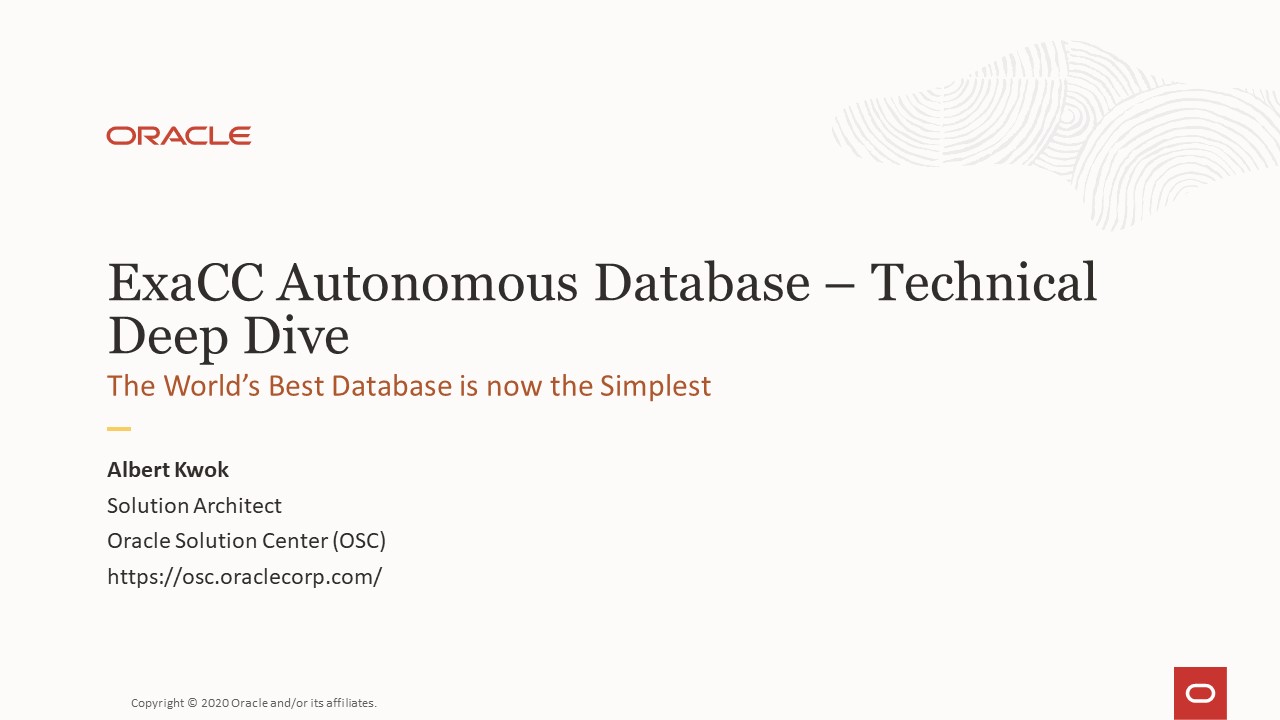 ORACLE
ExaCC Autonomous Database – Technical
Deep Dive
The World’s Best Database is now the Simplest
Albert Kwok
Solution Architect
Oracle Solution Center (OSC)
https://osc.oraclecorp.com/
Copyright © 2020 Oracle and/or its affiliates.